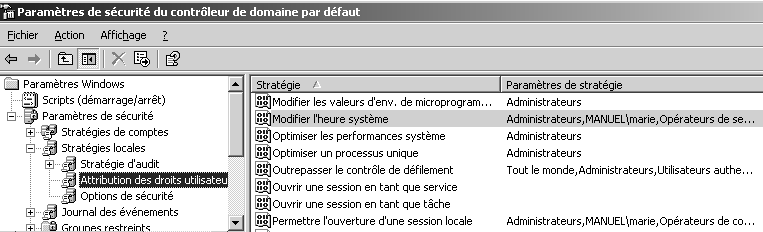 Paramètres de sécurité du contrôleur de domaine par défaut
Fichier Action Affichage ?
Paramètres Windows
Scripts (démarrage/arrêt)
Paramètres de sécurité
Stratégies de comptes
Stratégies locales
Stratégie d'audit
Attribution des droits utilisateu
Options de sécurité
Journal des événements
Groupes restreints
Stratégie Paramètres de stratégie
Modifier les valeurs d'env. de microprogram... Administrateurs
Modifier l'heure système Administrateurs,MANUEL\marie,Opérateurs de se...
Optimiser les performances système Administrateurs
Optimiser un processus unique Administrateurs
Outrepasser le contrôle de défilement Tout le monde,Administrateurs,Utilisateurs authe...
Ouvrir une session en tant que service
Ouvrir une session en tant que tâche
Permettre l'ouverture d'une session locale Administrateurs,MANUEL\marie,Opérateurs de co...